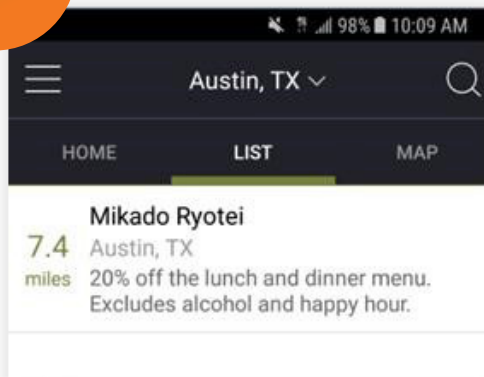 98% 10:09 AM
Austin, TX
HOME LIST MAP
Mikado Ryotei
7.4 Austin, TX
miles 20% off the lunch and dinner menu.
Excludes alcohol and happy hour.